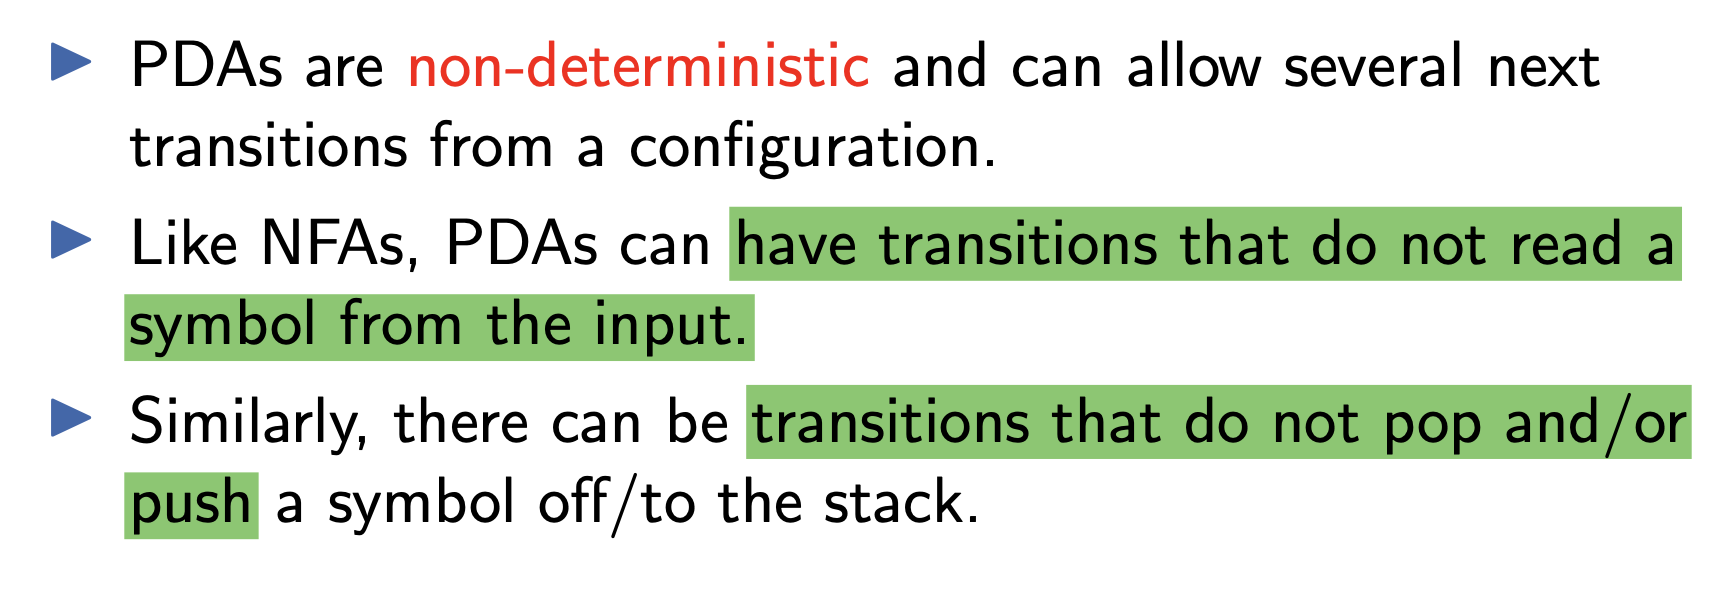 ▶ PDAs are non-deterministic and can allow several next
transitions from a configuration.
▶ Like NFAs, PDAs can have transitions that do not read a
symbol from the input.
▶ Similarly, there can be transitions that do not pop and/or
push a symbol off/to the stack.